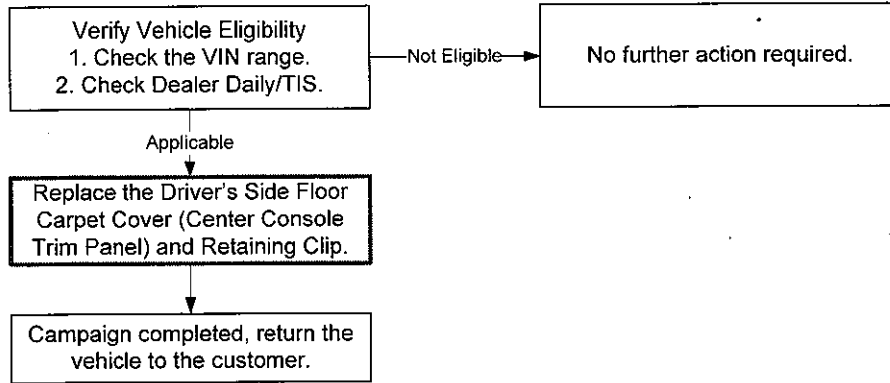 Verify Vehicle Eligibility
1. Check the VIN range.
2. Check Dealer Daily/TIS.
Not Eligible
No further action required.
Applicable
Replace the Driver's Side Floor
Carpet Cover (Center Console
Trim Panel) and Retaining Clip.
Campaign completed, return the
vehicle to the customer.